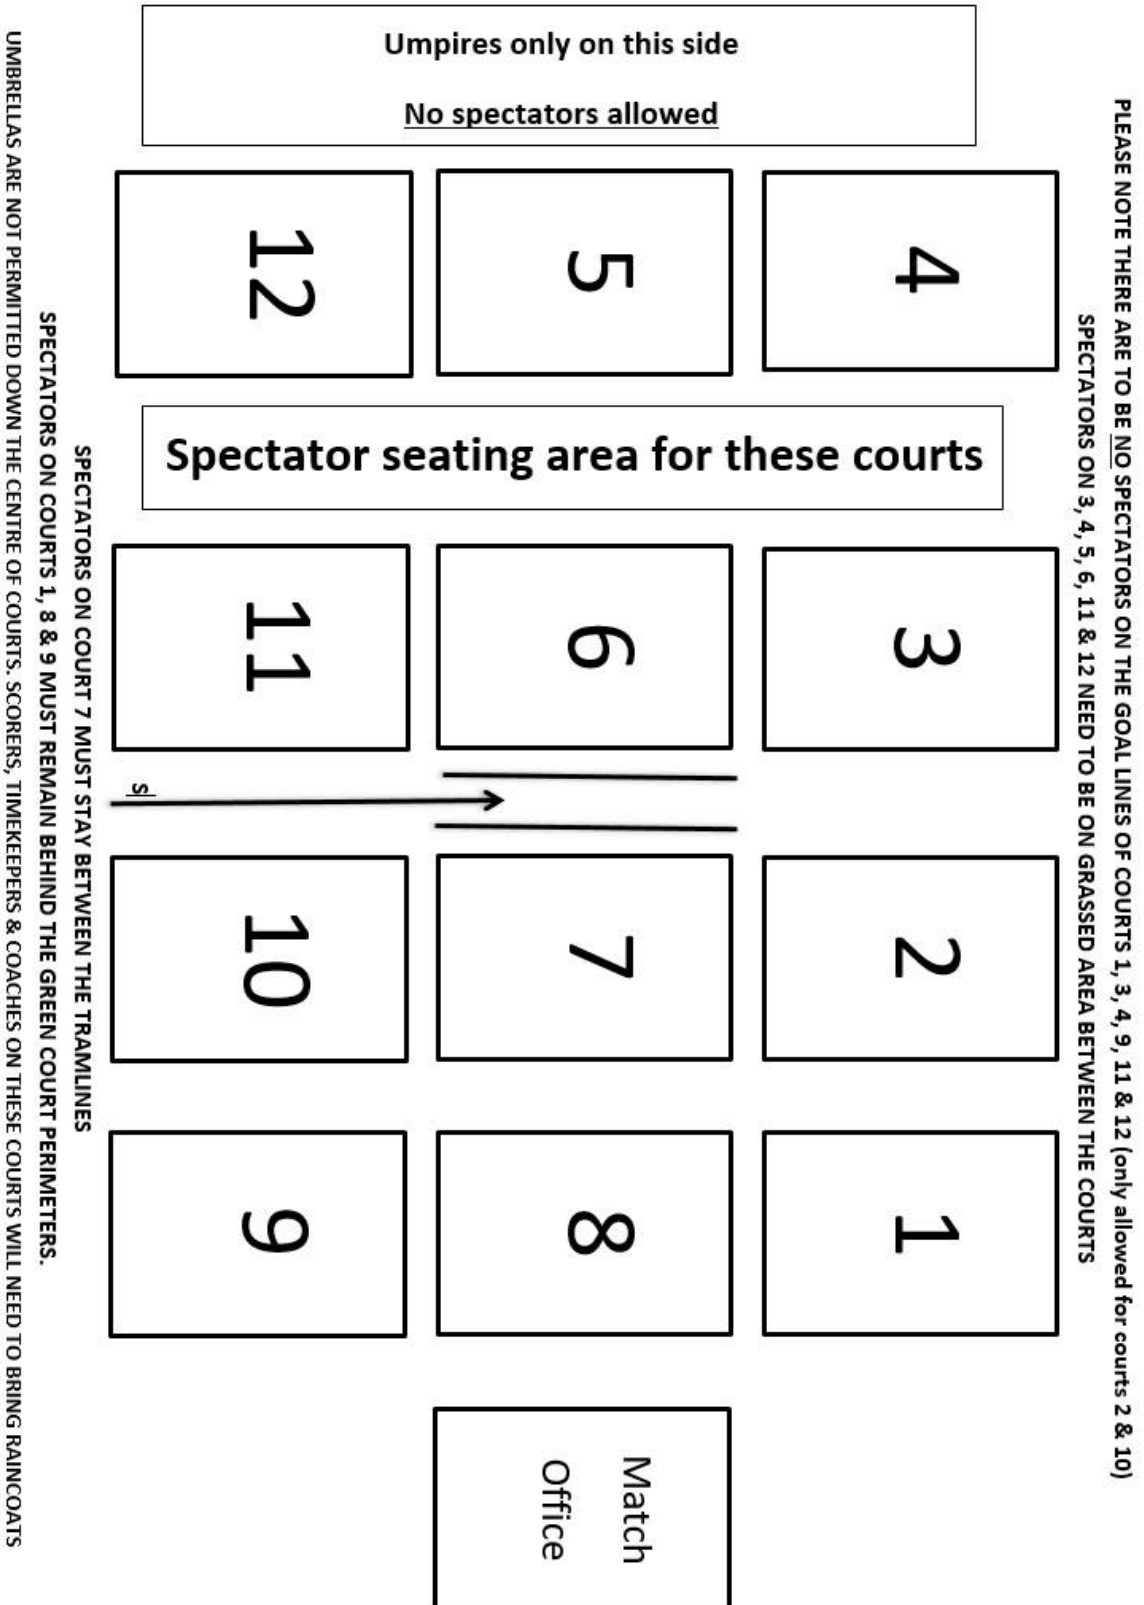 Umpires only on this side
No spectators allowed
PLEASE NOTE THERE ARE TO BE NO SPECTATORS ON THE GOAL LINES OF COURTS 1, 3, 4, 9, 11 & 12 (only allowed for courts 2 & 10)
SPECTATORS ON 3, 4, 5, 6, 11 & 12 NEED TO BE ON GRASSED AREA BETWEEN THE COURTS
12
5
4
Spectator seating area for these courts
11
6
3
s
10
7
2
9
8
1
Match
Office
SPECTATORS ON COURT 7 MUST STAY BETWEEN THE TRAMLINES
SPECTATORS ON COURTS 1, 8 & 9 MUST REMAIN BEHIND THE GREEN COURT PERIMETERS.
UMBRELLAS ARE NOT PERMITTED DOWN THE CENTRE OF COURTS. SCORERS, TIMEKEEPERS & COACHES ON THESE COURTS WILL NEED TO BRING RAINCOATS